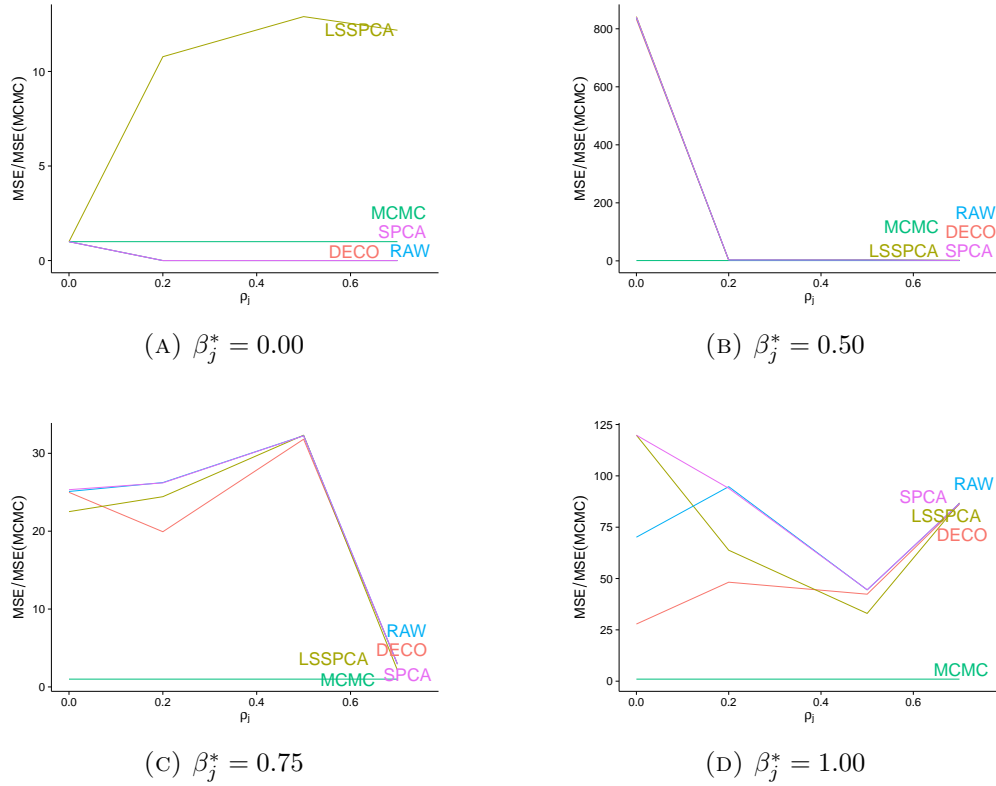 MSE/MSE(MCMC)
10
5
0
LSSPCA
MCMC
SPCA
DECO RAW
0.0 0.2 0.4 0.6
ρj
(A) β*j = 0.00
MSE/MSE(MCMC)
800
600
400
200
0
RAW
MCMC DECO
LSSPCA SPCA
0.0 0.2 0.4 0.6
ρj
(B) β*j = 0.50
MSE/MSE(MCMC)
30
20
10
0
RAW
DECO
LSSPCA
MCMC SPCA
0.0 0.2 0.4 0.6
ρj
(C) β*j = 0.75
MSE/MSE(MCMC)
125
100
75
50
25
0
RAW
SPCA
LSSPCA
DECO
MCMC
0.0 0.2 0.4 0.6
ρj
(D) β*j = 1.00